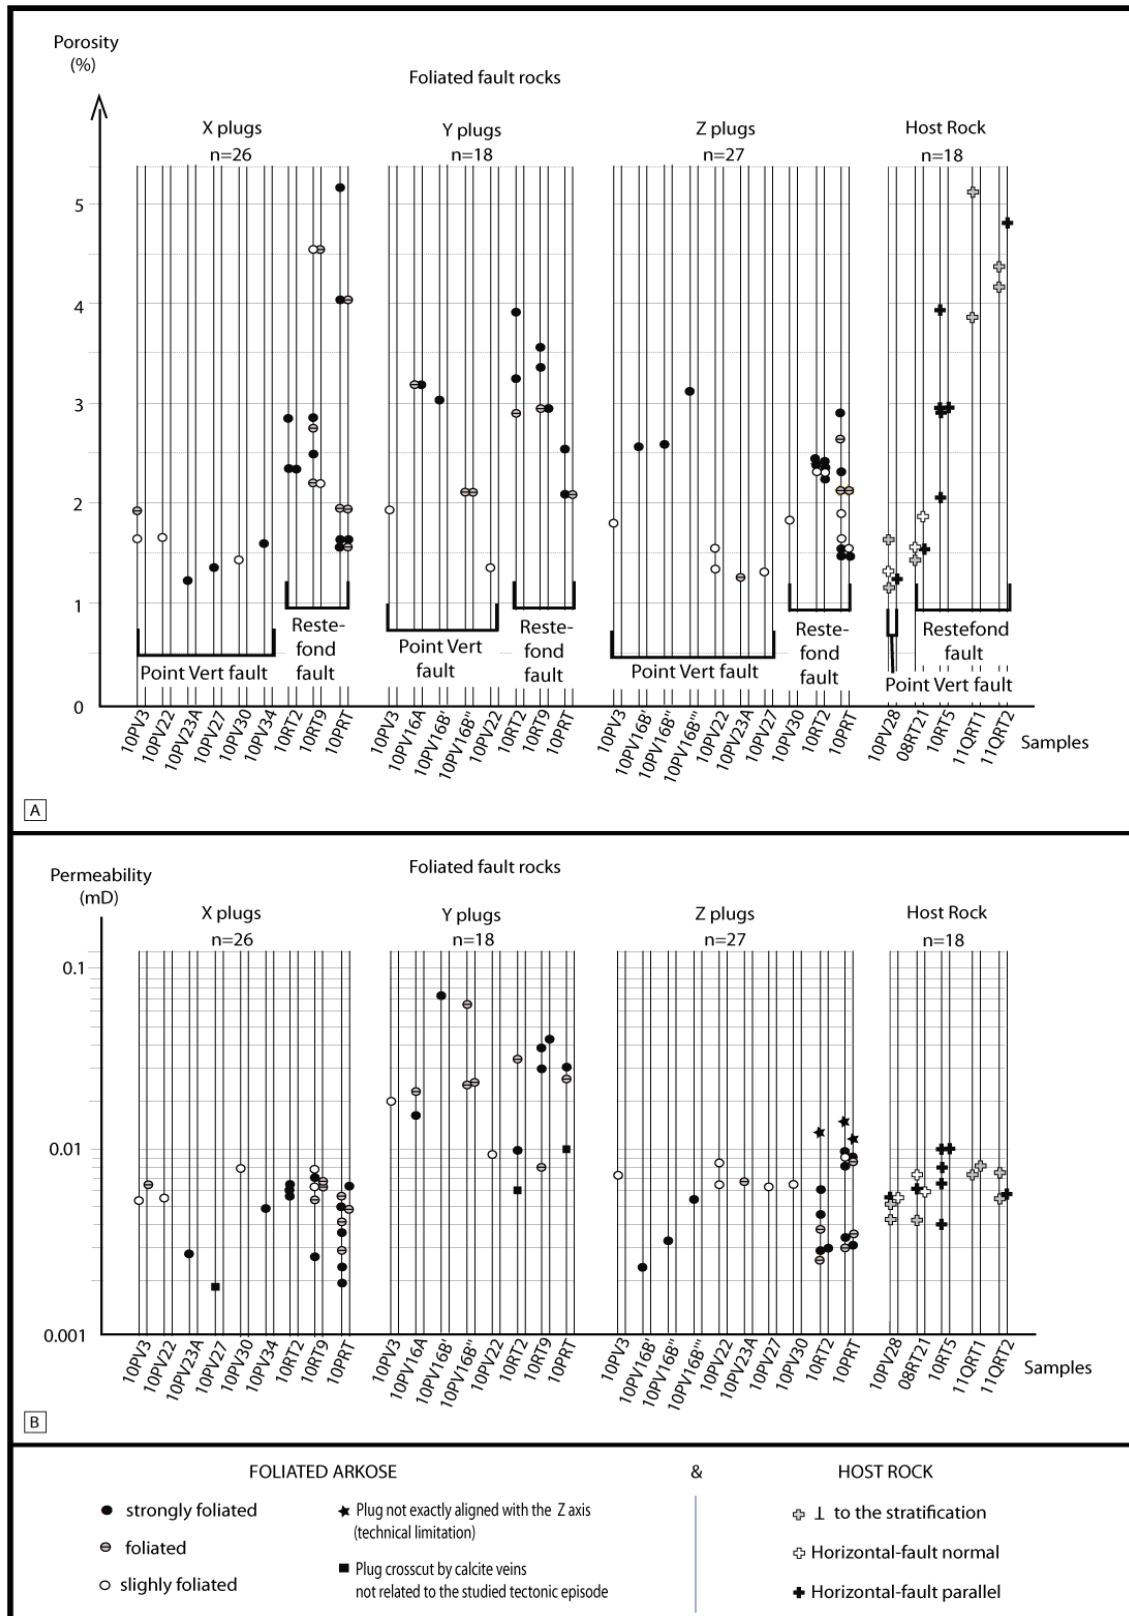 Porosity
(%)
Foliated fault rocks
X plugs
n=26
Y plugs
n=18
Z plugs
n=27
Host Rock
n=18
5
4
3
2
1
0
Point Vert fault
Reste-
fond
fault
Point Vert
fault
Reste-
fond
fault
Point Vert fault
Reste-
fond
fault
Restefond
fault
Point Vert fault
10PV3
10PV22
10PV23A
10PV27
10PV30
10PV34
10RT2
10RT9
10PRT
10PV3
10PV16A
10PV16B'
10PV16B"
10PV22
10RT2
10RT9
10PRT
10PV3
10PV16B'
10PV16B"
10PV16B"'
10PV22
10PV23A
10PV27
10PV30
10RT2
10PRT
10PV28
08RT21
10RT5
11QRT1
11QRT2
Samples
A
Permeability
(mD)
Foliated fault rocks
X plugs
n=26
Y plugs
n=18
Z plugs
n=27
Host Rock
n=18
0.1
0.01
0.001
10PV3
10PV22
10PV23A
10PV27
10PV30
10PV34
10RT2
10RT9
10PRT
10PV3
10PV16A
10PV16B'
10PV16B"
10PV22
10RT2
10RT9
10PRT
10PV3
10PV16B'
10PV16B"
10PV16B"'
10PV22
10PV23A
10PV27
10PV30
10RT2
10PRT
10PV28
08RT21
10RT5
11QRT1
11QRT2
Samples
B
FOLIATED ARKOSE
&
HOST ROCK
strongly foliated
foliated
slighly foliated
Plug not exactly aligned with the Z axis
(technical limitation)
Plug crosscut by calcite veins
not related to the studied tectonic episode
⊥ to the stratification
Horizontal-fault normal
Horizontal-fault parallel